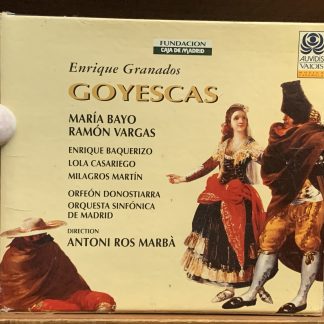 FUNDACION
CAJA DE MADRID
AUVIDIS
VALOIS
Enrique Granados
GOYESCAS
MARÍA BAYO
RAMÓN VARGAS
ENRIQUE BAQUERIZO
LOLA CASARIEGO
MILAGROS MARTÍN
ORFEÓN DONOSTIARRA
ORQUESTA SINFÓNICA
DE MADRID
DIRECTION
ANTONI ROS MARBÀ